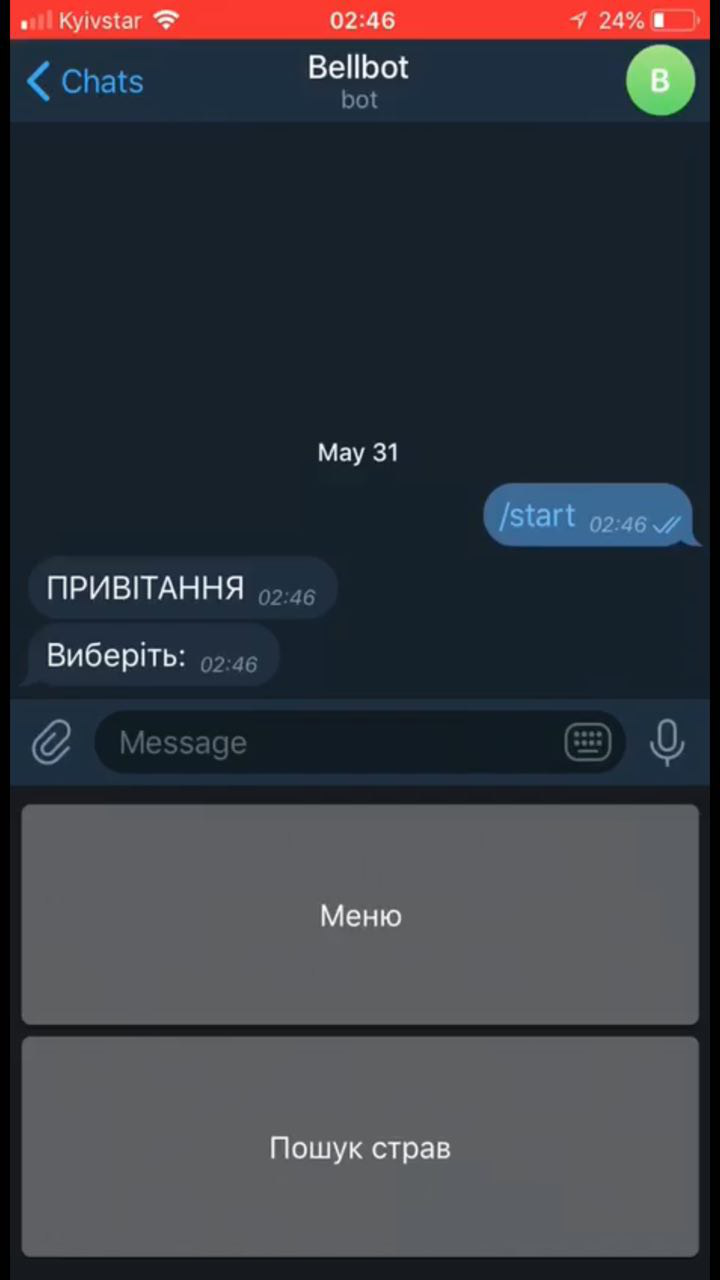 Kyivstar 02:46 24%
Chats Bellbot B
bot
May 31
/start 02:46
ПРИВІТАННЯ 02:46
Виберіть: 02:46
Message
Меню
Пошук страв